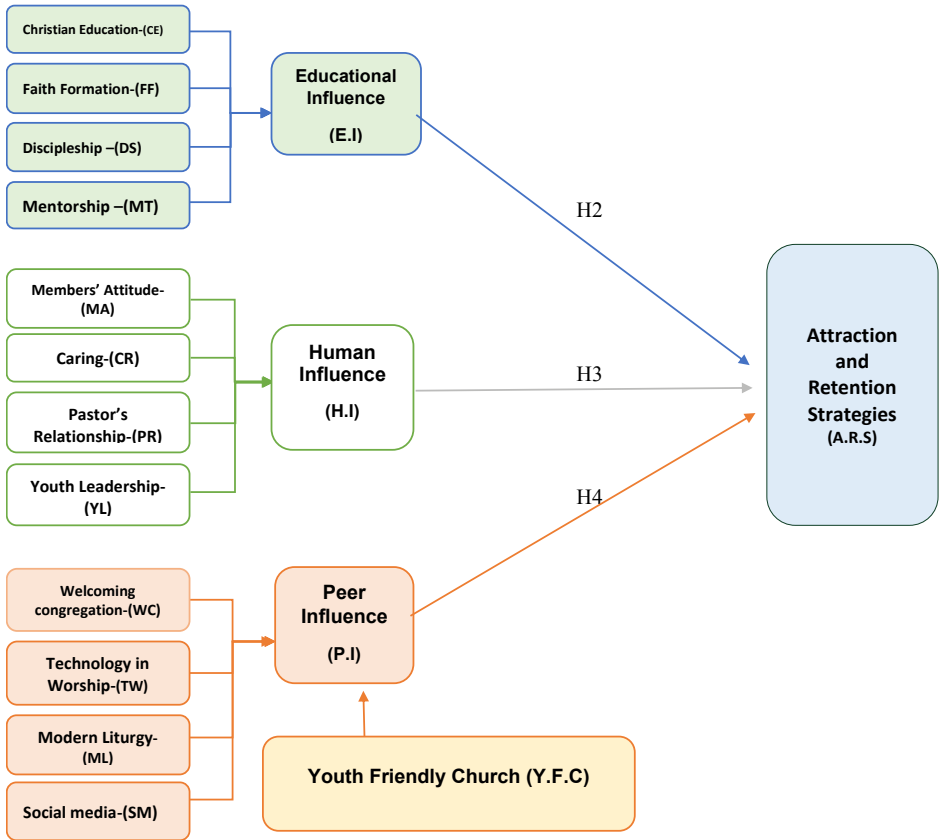 Christian Education-(CE)
Faith Formation-(FF)
Discipleship –(DS)
Mentorship –(MT)
Educational
Influence
(E.I)
H2
Members' Attitude-
(MA)
Caring-(CR)
Pastor's
Relationship-(PR)
Youth Leadership-
(YL)
Human
Influence
(H.I)
H3
Attraction
and
Retention
Strategies
(A.R.S)
H4
Welcoming
congregation-(WC)
Technology in
Worship-(TW)
Modern Liturgy-
(ML)
Social media-(SM)
Peer
Influence
(P.I)
Youth Friendly Church (Y.F.C)